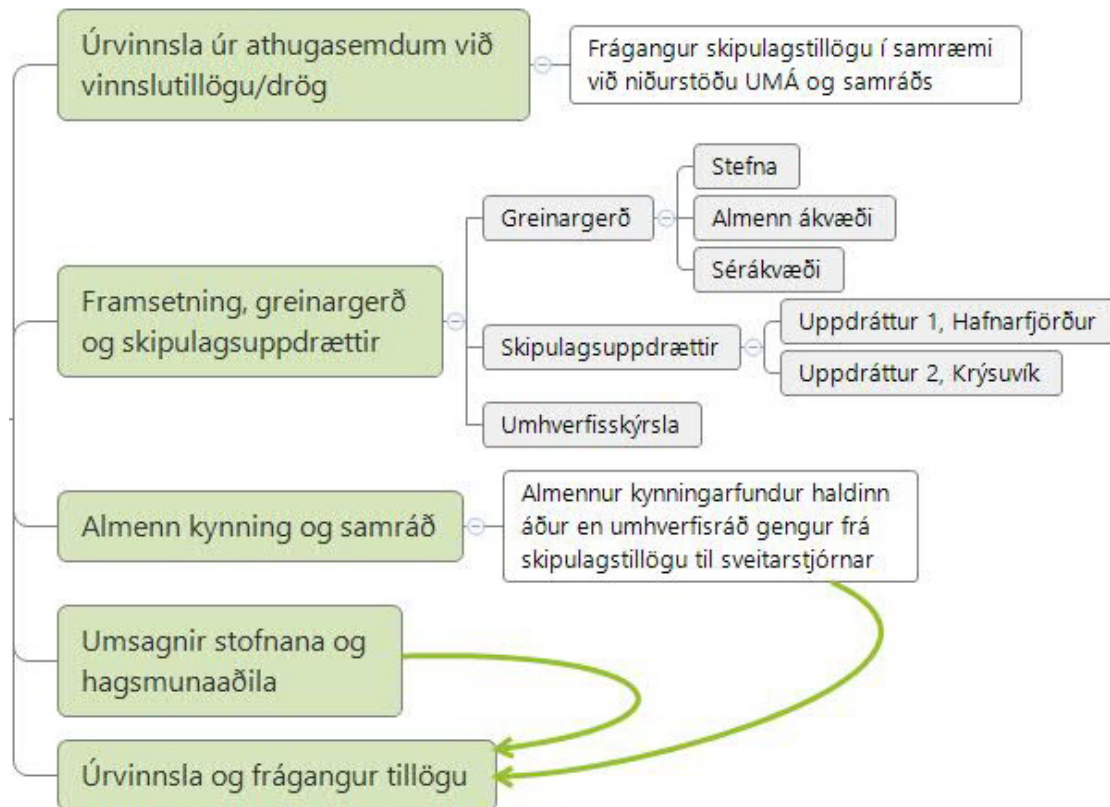 Úrvinnsla úr athugasemdum við
vinnslutillögu/drög
Frágangur skipulagstillögu í samræmi
við niðurstöðu UMÁ og samráðs
Framsetning, greinargerð
og skipulagsuppdrættir
Greinargerð
Stefna
Almenn ákvæði
Sérákvæði
Skipulagsuppdrættir
Uppdráttur 1, Hafnarfjörður
Uppdráttur 2, Krýsuvík
Umhverfisskýrsla
Almenn kynning og samráð
Almennur kynningarfundur haldinn
áður en umhverfisráð gengur frá
skipulagstillögu til sveitarstjórnar
Umsagnir stofnana og
hagsmunaaðila
Úrvinnsla og frágangur tillögu